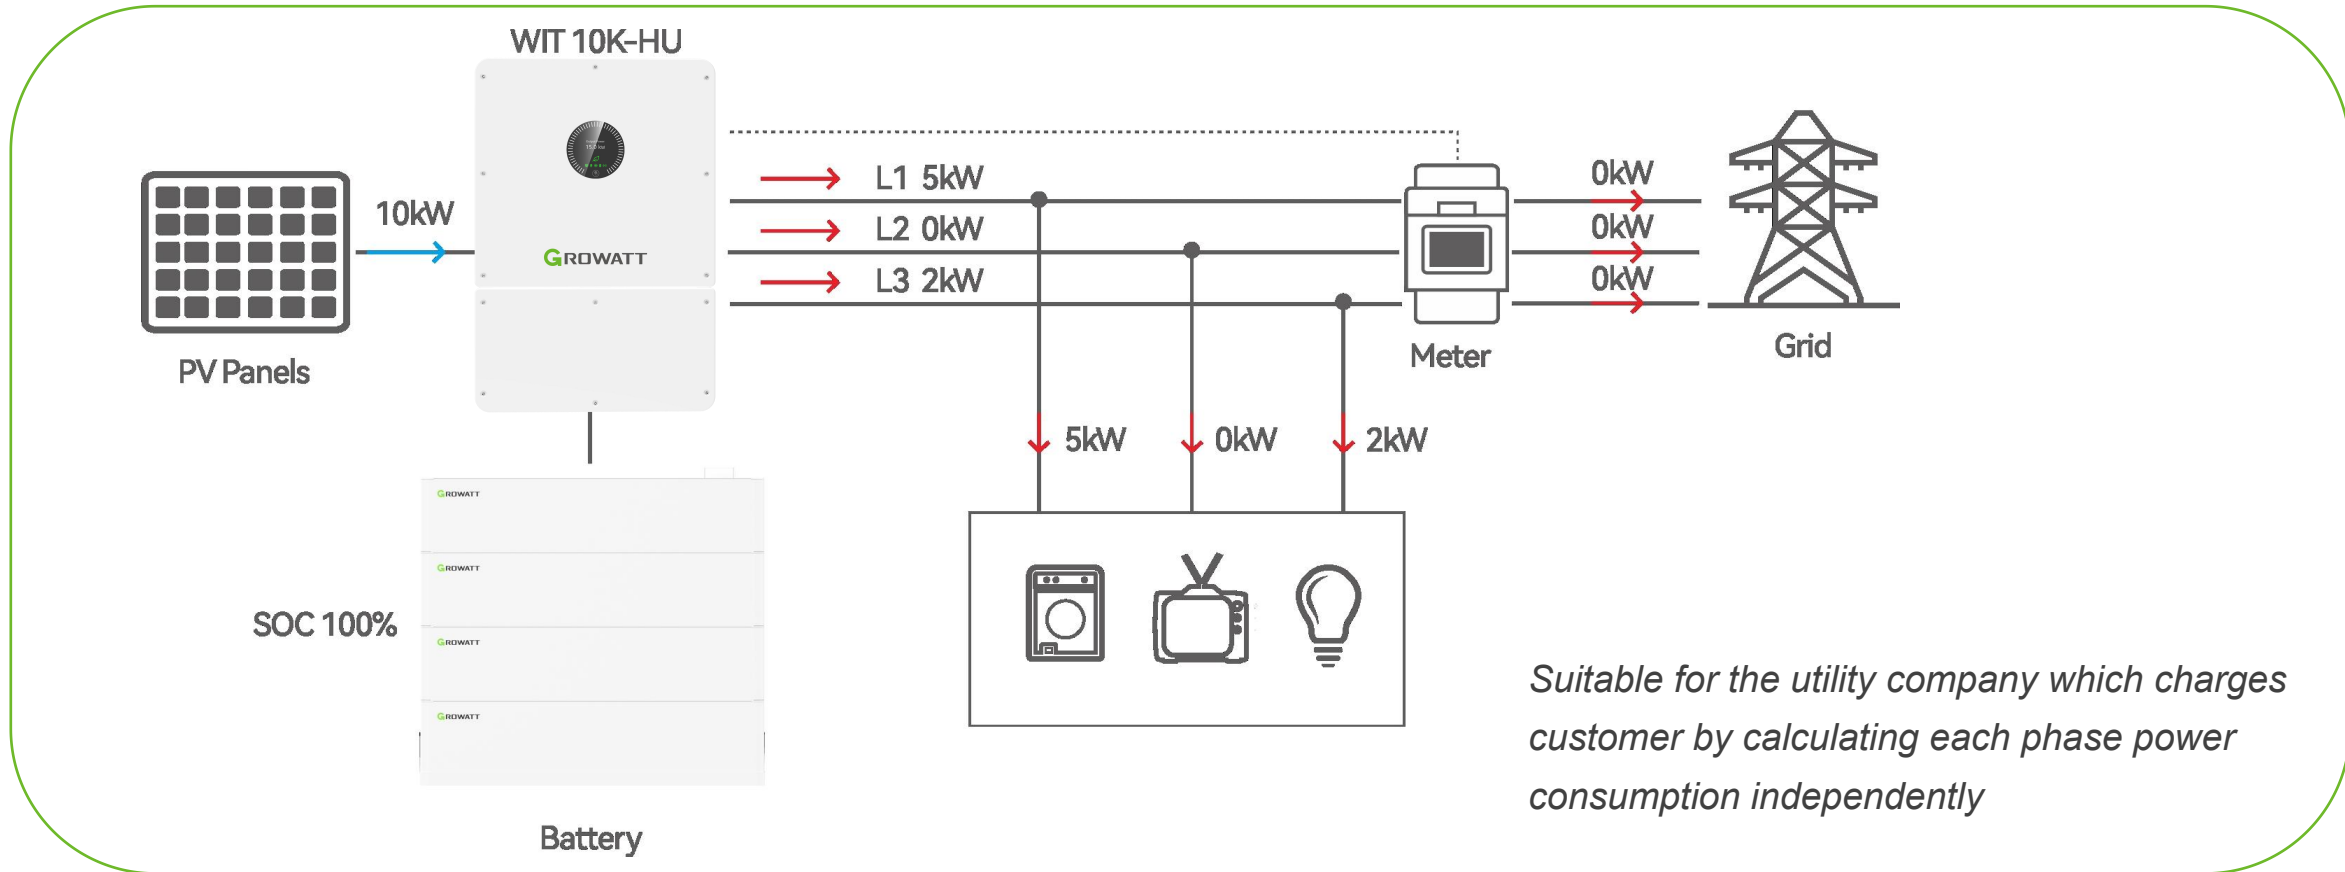 WIT 10K-HU
10kW
GROWATT
PV Panels
L1 5kW
L2 0kW
L3 2kW
0kW
0kW
0kW
Meter
Grid
5kW
0kW
2kW
GROWATT
GROWATT
GROWATT
GROWATT
SOC 100%
Battery
Suitable for the utility company which charges
customer by calculating each phase power
consumption independently